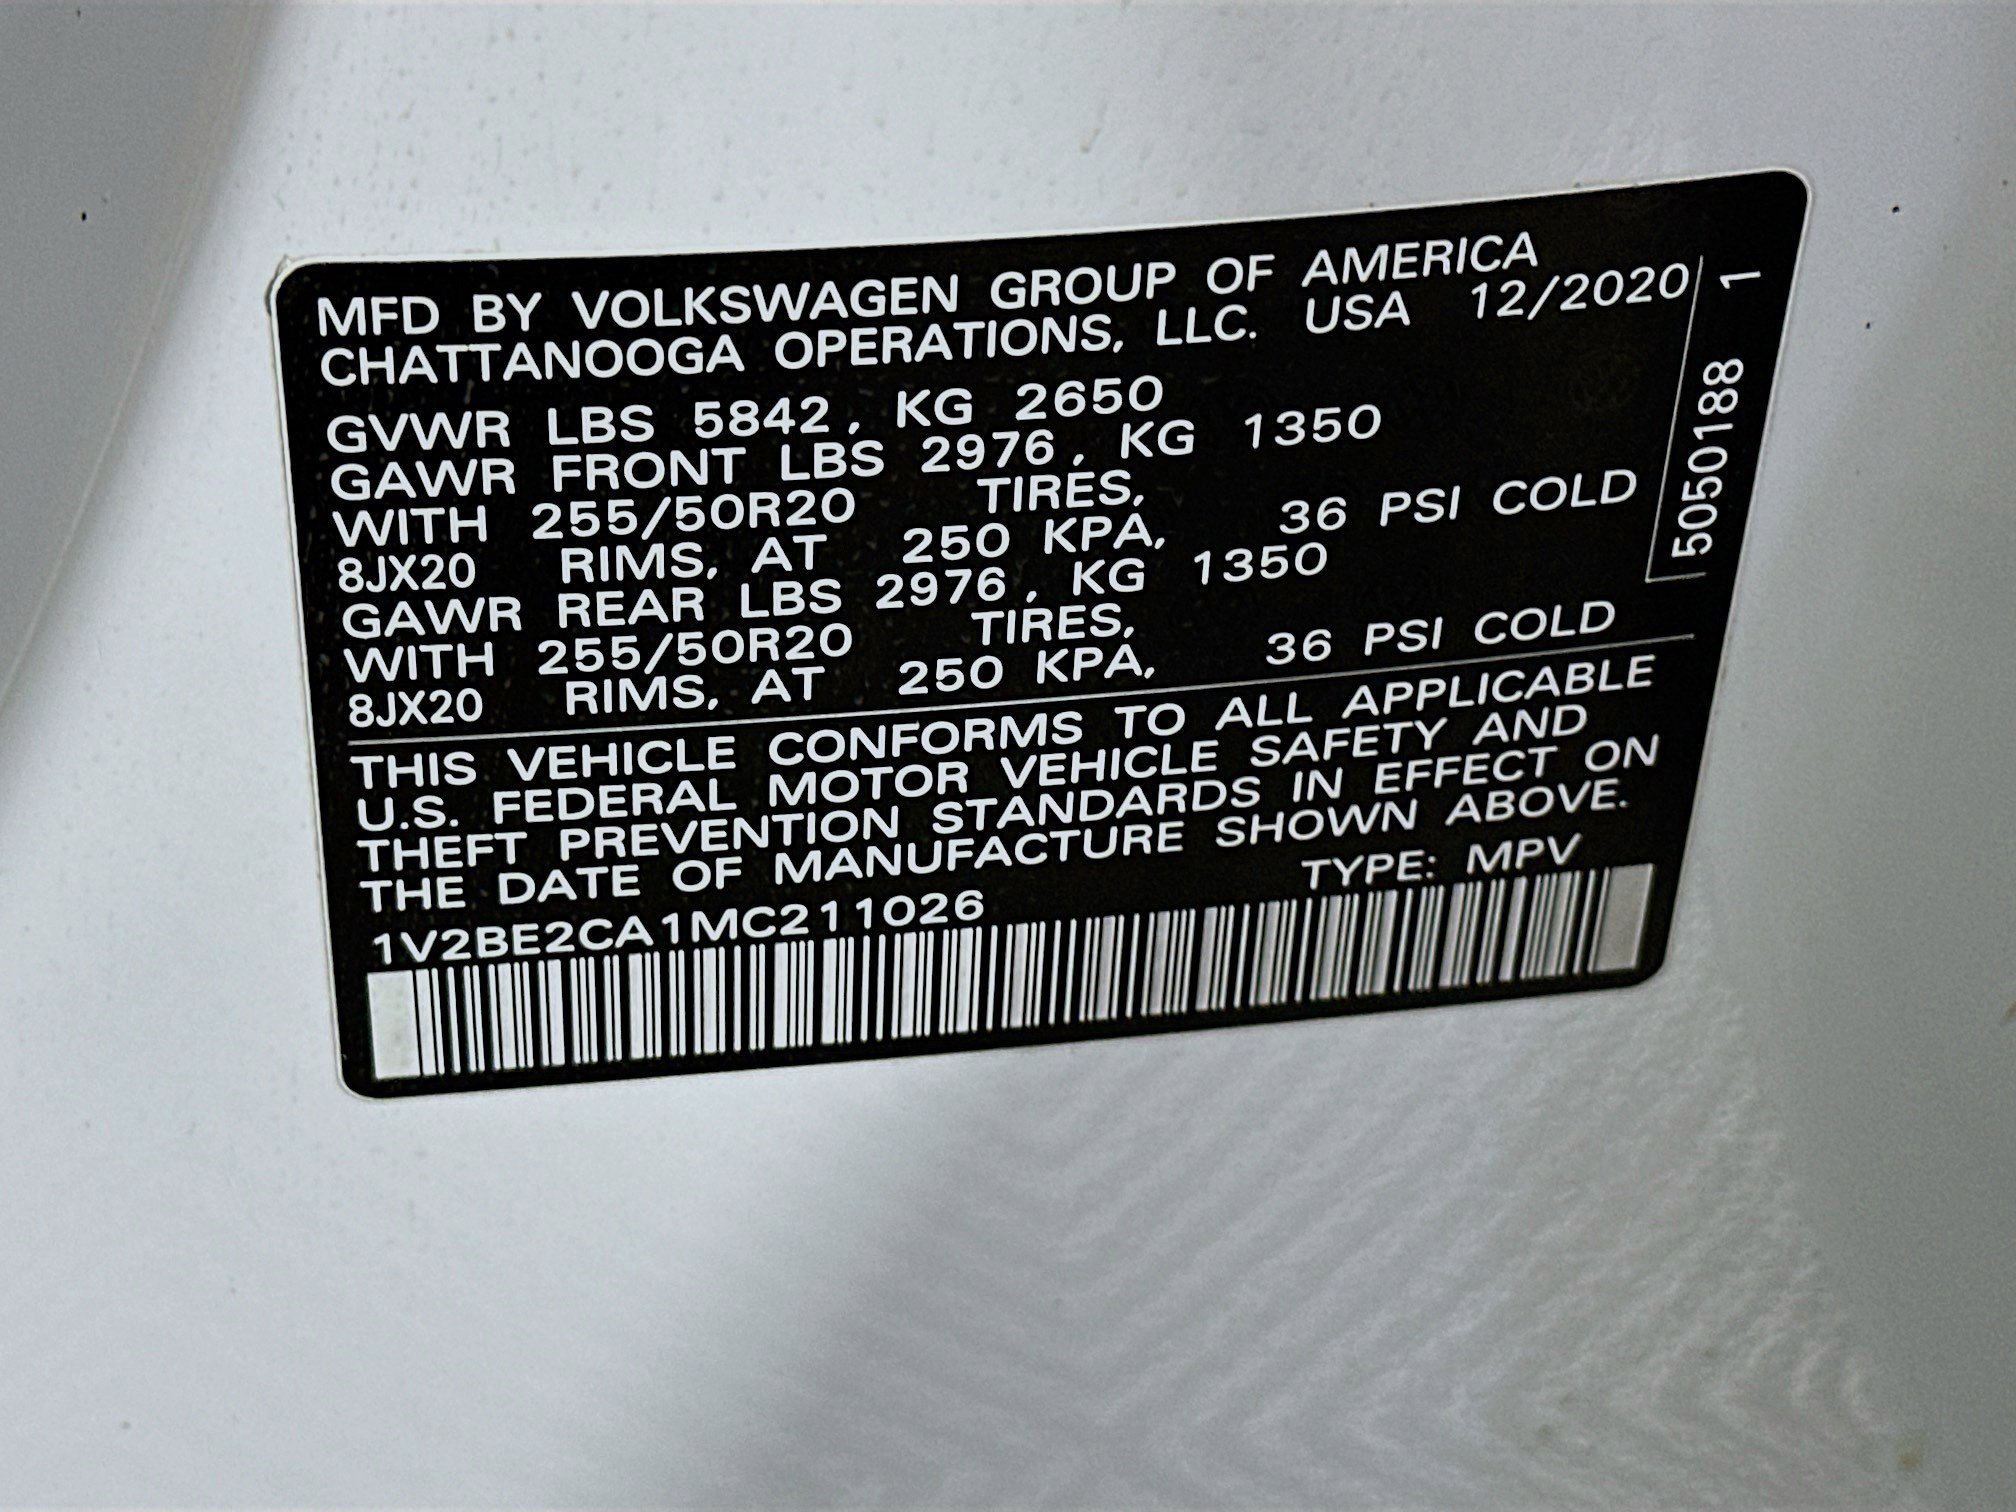 MFD BY VOLKSWAGEN GROUP OF AMERICA
CHATTANOOGA OPERATIONS, LLC. USA 12/2020
GVWR LBS 5842, KG 2650
GAWR FRONT LBS 2976, KG 1350
WITH 255/50R20 TIRES,
8JX20 RIMS, AT 250 KPA, 36 PSI COLD
GAWR REAR LBS 2976, KG 1350
WITH 255/50R20 TIRES,
8JX20 RIMS, AT 250 KPA, 36 PSI COLD
THIS VEHICLE CONFORMS TO ALL APPLICABLE
U.S. FEDERAL MOTOR VEHICLE SAFETY AND
THEFT PREVENTION STANDARDS IN EFFECT ON
THE DATE OF MANUFACTURE SHOWN ABOVE.
1V2BE2CA1MC211026 TYPE: MPV
5050188 1